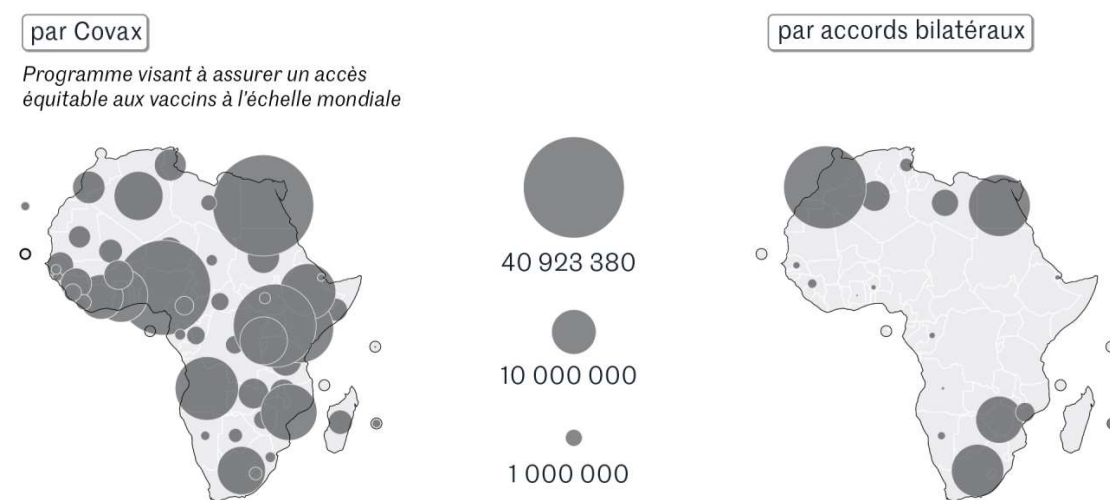 par Covax
Programme visant à assurer un accès
équitable aux vaccins à l'échelle mondiale
par accords bilatéraux
40 923 380
10 000 000
1 000 000